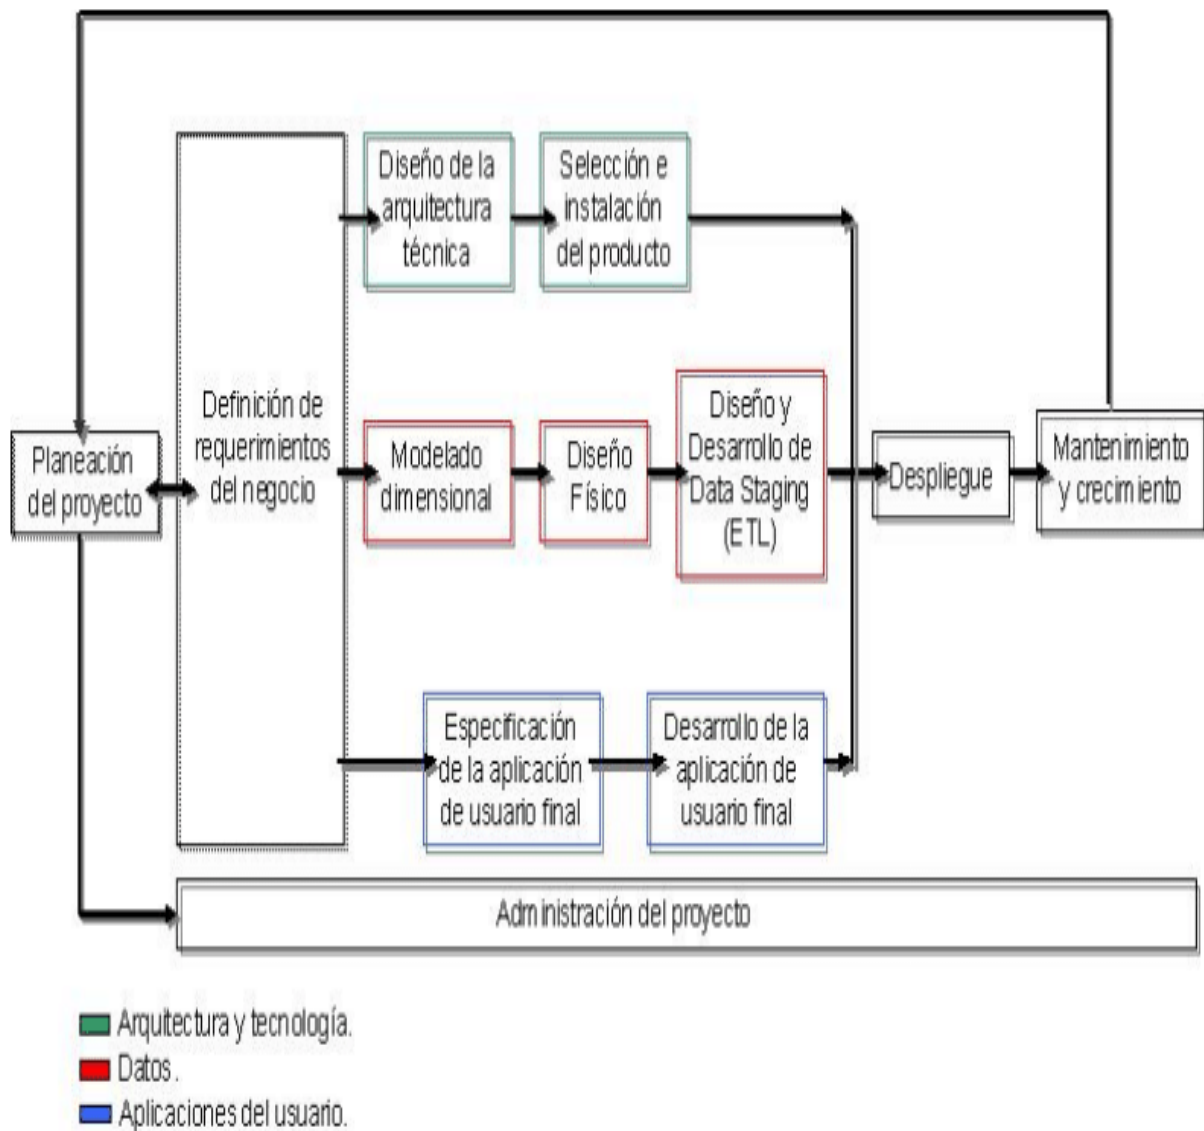 Diseño de la
arquitectura
técnica
Selección e
instalación
del producto
Planeación
del proyecto
Definición de
requerimientos
del negocio
Modelado
dimensional
Diseño
Físico
Diseño y
Desarrollo de
Data Staging
(ETL)
Despliegue
Mantenimiento
y crecimiento
Especificación
de la aplicación
de usuario final
Desarrollo de la
aplicación de
usuario final
Administración del proyecto
Arquitectura y tecnología.
Datos.
Aplicaciones del usuario.